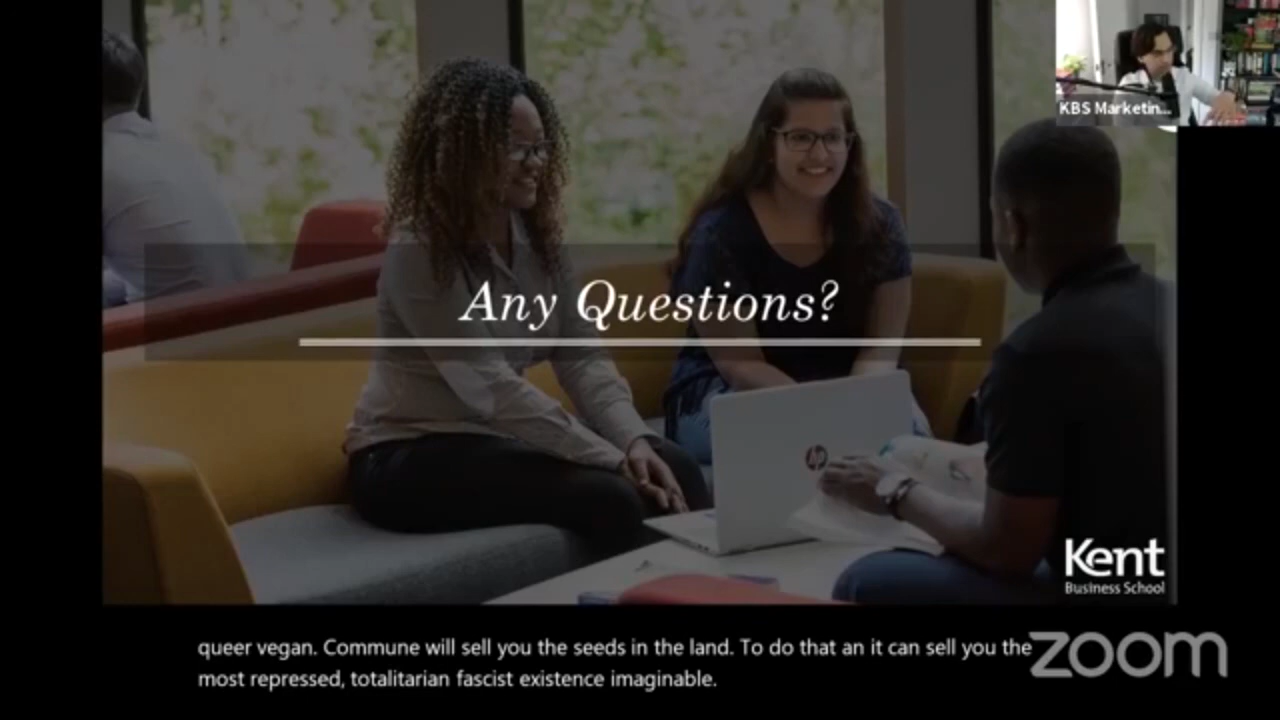 KBS Marketin...
Any Questions?
Kent
Business School
queer vegan. Commune will sell you the seeds in the land. To do that an it can sell you the
most repressed, totalitarian fascist existence imaginable.
zoom
hp